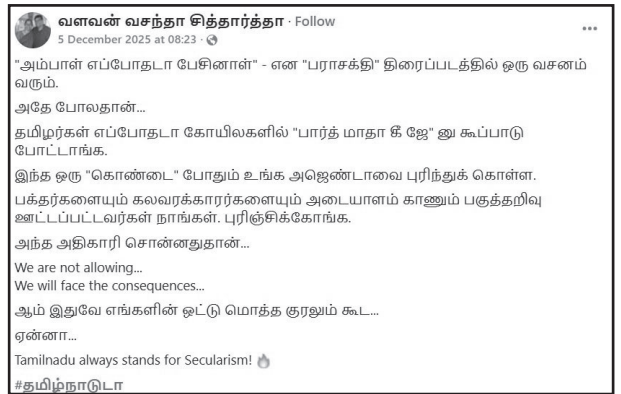 வளவன் வசந்தா சித்தார்த்தா · Follow
5 December 2025 at 08:23 ·
"அம்பாள் எப்போதடா பேசினாள்" - என "பராசக்தி" திரைப்படத்தில் ஒரு வசனம்
வரும்.
அதே போலதான்...
தமிழர்கள் எப்போதடா கோயிலகளில் "பார்த் மாதா கீ ஜே" னு கூப்பாடு
போட்டாங்க.
இந்த ஒரு "கொண்டை" போதும் உங்க அஜெண்டாவை புரிந்துக் கொள்ள.
பக்தர்களையும் கலவரக்காரர்களையும் அடையாளம் காணும் பகுத்தறிவு
ஊட்டப்பட்டவர்கள் நாங்கள். புரிஞ்சிக்கோங்க.
அந்த அதிகாரி சொன்னதுதான்...
We are not allowing...
We will face the consequences...
ஆம் இதுவே எங்களின் ஒட்டு மொத்த குரலும் கூட...
ஏன்னா...
Tamilnadu always stands for Secularism! 🔥
#தமிழ்நாடுடா